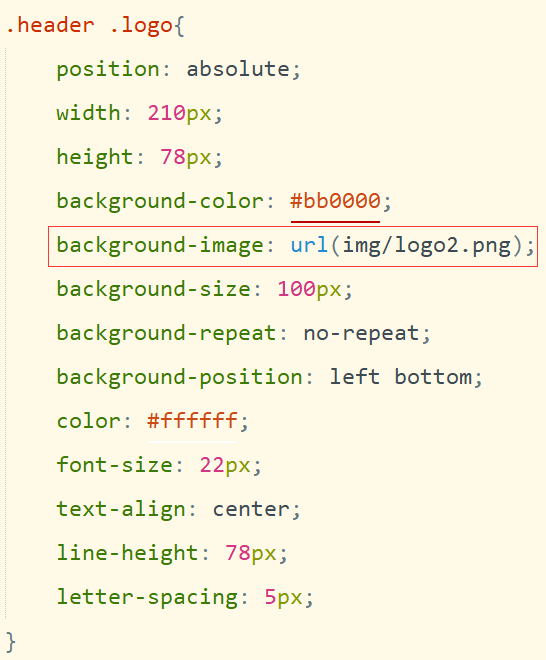 .header .logo{
position: absolute;
width: 210px;
height: 78px;
background-color: #bb0000;
background-image: url(img/logo2.png);
background-size: 100px;
background-repeat: no-repeat;
background-position: left bottom;
color: #ffffff;
font-size: 22px;
text-align: center;
line-height: 78px;
letter-spacing: 5px;
}